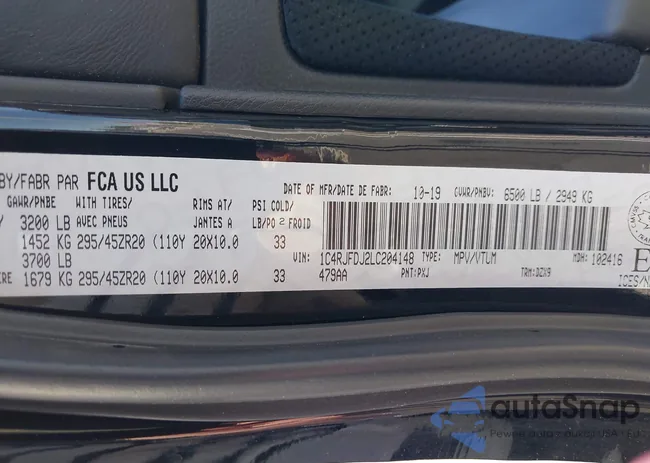 BY/FABR PAR FCA US LLC DATE OF MFR/DATE DE FABR: 10-19 GVWR/PNBV: 6500 LB / 2949 KG
GAWR/PNBE WITH TIRES/ RIMS AT/ PSI COLD/
3200 LB AVEC PNEUS JANTES A LB/PO 2 FROID
1452 KG 295/45ZR20 (110Y 20X10.0 33 VIN: 1C4RJFDJ2LC204148 TYPE: MPV/VTUM MDH: 102416
3700 LB 479AA PNT: PXJ TRM: DZX9
1679 KG 295/45ZR20 (110Y 20X10.0 33
autaSnap